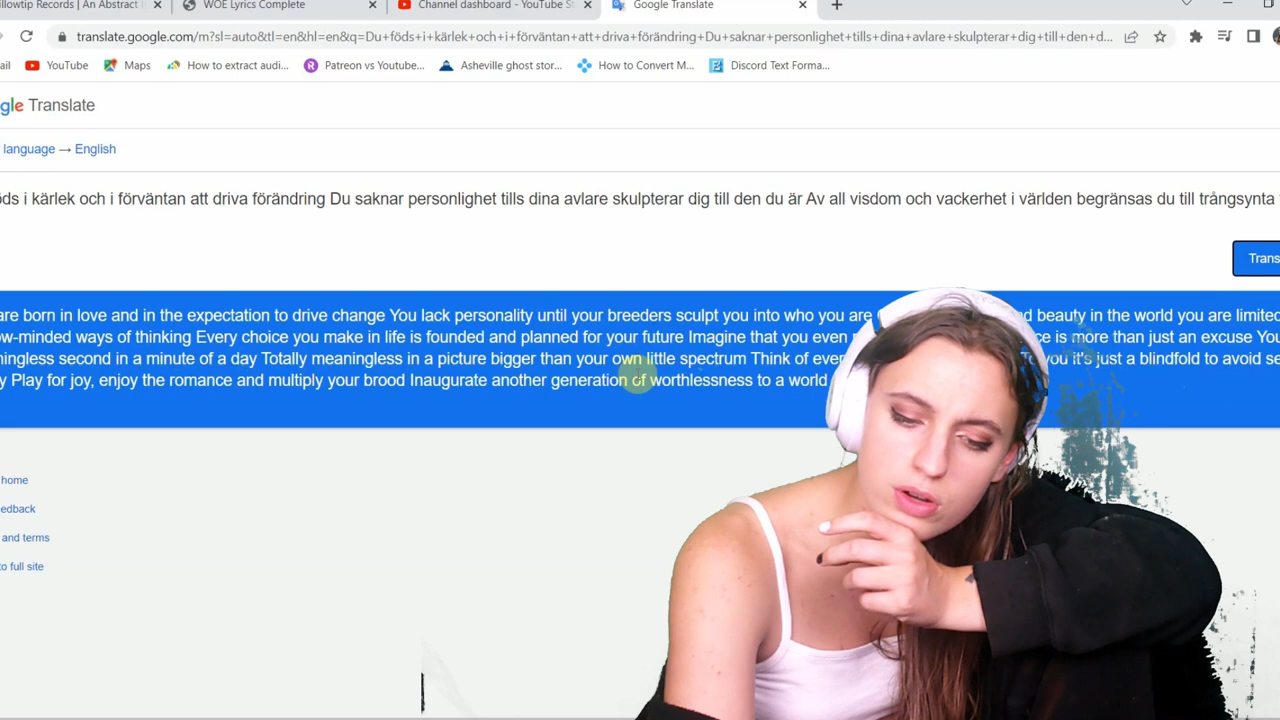 illowtip Records | An Abstract
WOE Lyrics Complete
Channel dashboard - YouTube St
Google Translate
translate.google.com/m?sl=auto&tl=en&hl=en&q=Du+föds+i+kärlek+och+i+förväntan+att+driva+förändring+Du+saknar+personlighet+tills+dina+avlare+skulpterar+dig+till+den+d...
ail
YouTube
Maps
How to extract audi...
Patreon vs Youtube...
Asheville ghost stor...
How to Convert M...
Discord Text Forma...
gle Translate
language → English
öds i kärlek och i förväntan att driva förändring Du saknar personlighet tills dina avlare skulpterar dig till den du är Av all visdom och vackerhet i världen begränsas du till trångsynta
Trans
are born in love and in the expectation to drive change You lack personality until your breeders sculpt you into who you are d beauty in the world you are limited
ow-minded ways of thinking Every choice you make in life is founded and planned for your future Imagine that you even ce is more than just an excuse You
ningless second in a minute of a day Totally meaningless in a picture bigger than your own little spectrum Think of ever To you it's just a blindfold to avoid se
y Play for joy, enjoy the romance and multiply your brood Inaugurate another generation of worthlessness to a world
home
edback
and terms
to full site